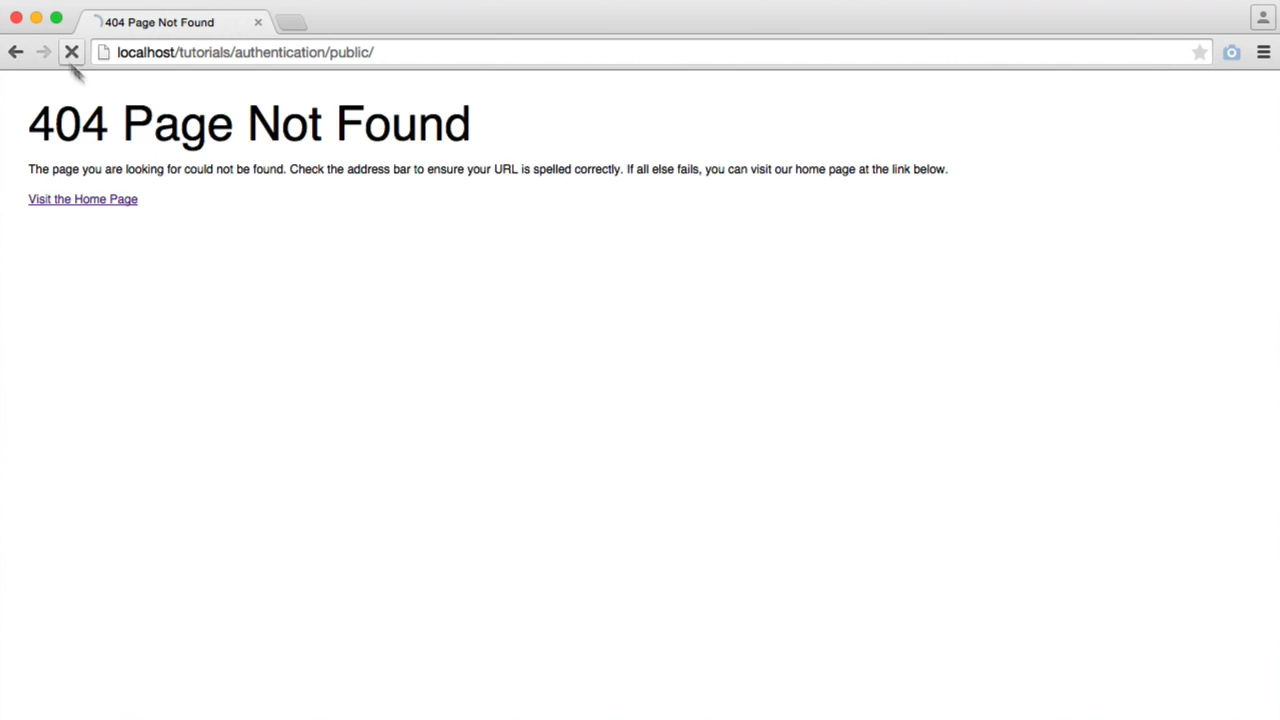 404 Page Not Found
localhost/tutorials/authentication/public/
404 Page Not Found
The page you are looking for could not be found. Check the address bar to ensure your URL is spelled correctly. If all else fails, you can visit our home page at the link below.
Visit the Home Page